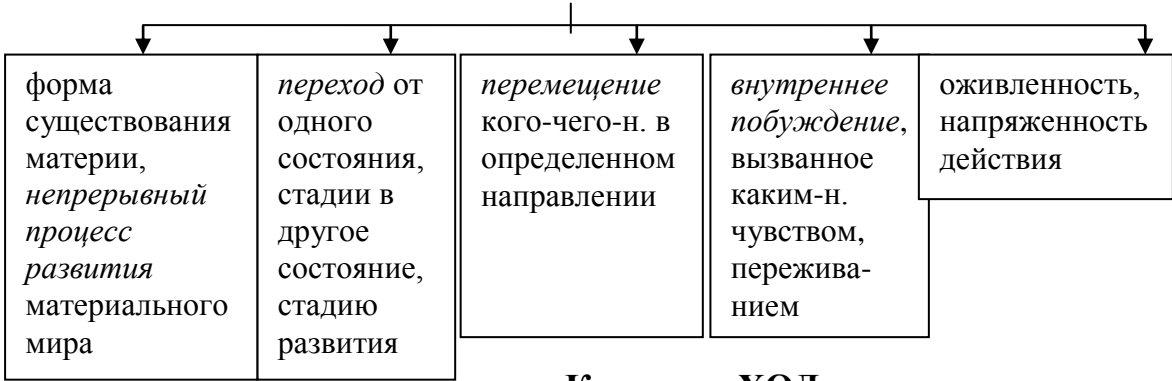 форма
существования
материи,
непрерывный
процесс
развития
материального
мира
переход от
одного
состояния,
стадии в
другое
состояние,
стадию
развития
перемещение
кого-чего-н. в
определенном
направлении
внутреннее
побуждение,
вызванное
каким-н.
чувством,
пережива-
нием
оживленность,
напряженность
действия